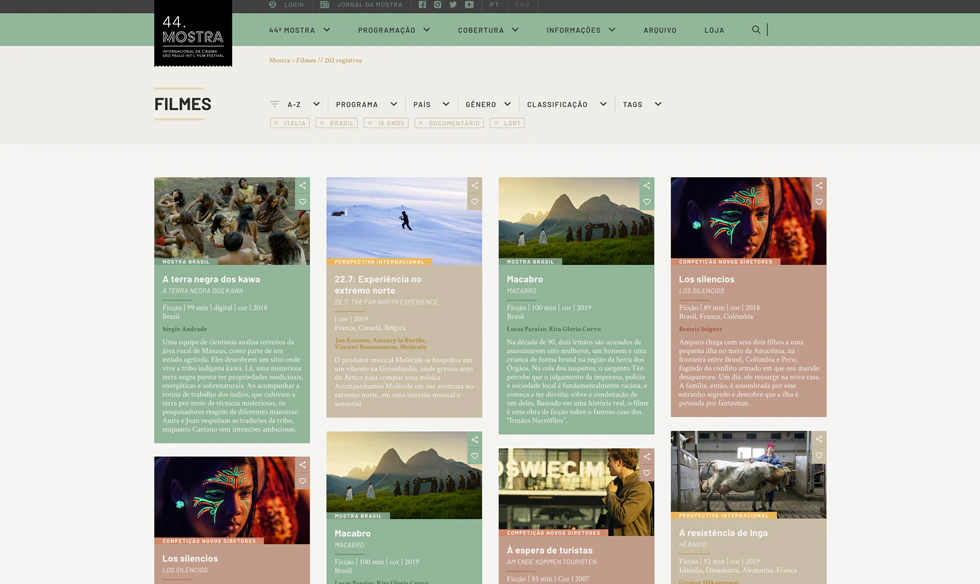 LOGIN
JORNAL DA MOSTRA
PT
ENG
44.
MOSTRA
INTERNACIONAL DE CINEMA
SÃO PAULO INT'L FILM FESTIVAL
44ª MOSTRA
PROGRAMAÇÃO
COBERTURA
INFORMAÇÕES
ARQUIVO
LOJA
Mostra > Filmes // 202 registros
FILMES
A-Z
PROGRAMA
PAÍS
GÊNERO
CLASSIFICAÇÃO
TAGS
× ITALIA
× BRASIL
× 16 ANOS
× DOCUMENTÁRIO
× LGBT
MOSTRA BRASIL
A terra negra dos kawa
A TERRA NEGRA DOS KAWA
Ficção | 99 min | digital | cor | 2018
Brasil
Sérgio Andrade
Uma equipe de cientistas analisa terrenos da
área rural de Manaus, como parte de um
estudo agrícola. Eles descobrem um sítio onde
vive a tribo indígena kawa. Lá, uma misteriosa
terra negra parece ter propriedades medicinais,
energéticas e sobrenaturais. Ao acompanhar a
rotina de trabalho dos índios, que cultivam a
terra por meio de técnicas misteriosas, os
pesquisadores reagem de diferentes maneiras:
Anita e Juan respeitam as tradições da tribo,
enquanto Caetano tem intenções ambiciosas.
PERSPECTIVA INTERNACIONAL
22.7: Experiência no
extremo norte
22.7: THE FAR NORTH EXPERIENCE
| cor | 2019
França, Canadá, Bélgica
Jan Kounen, Amaury la Burthe,
Vincent Bonnemazou, Molécule
O produtor musical Molécule se hospedou em
um vilarejo na Groenlândia, onde gravou sons
do Ártico para compor uma música.
Acompanhamos Molécule em sua aventura no
extremo norte, em uma imersão musical e
sensorial.
MOSTRA BRASIL
Macabro
MACABRO
Ficção | 100 min | cor | 2019
Brasil
Lucas Paraizo, Rita Gloria Curvo
Na década de 90, dois irmãos são acusados de
assassinarem oito mulheres, um homem e uma
criança de forma brutal na região da Serra dos
Órgãos. Na cola dos suspeitos, o sargento Téo
percebe que o julgamento da imprensa, polícia
e sociedade local é fundamentalmente racista, e
começa a ter dúvidas sobre a condenação de
um deles. Baseado em uma história real, o filme
é uma obra de ficção sobre o famoso caso dos
"Irmãos Necrófilos".
COMPETIÇÃO NOVOS DIRETORES
Los silencios
LOS SILENCIOS
Ficção | 89 min | cor | 2018
Brasil, França, Colômbia
Beatriz Seigner
Amparo chega com seus dois filhos a uma
pequena ilha no meio da Amazônia, na
fronteira entre Brasil, Colômbia e Peru,
fugindo do conflito armado em que seu marido
desapareceu. Um dia, ele ressurge na nova casa.
A família, então, é assombrada por esse
estranho segredo e descobre que a ilha é
povoada por fantasmas.
COMPETIÇÃO NOVOS DIRETORES
Los silencios
LOS SILENCIOS
MOSTRA BRASIL
Macabro
MACABRO
Ficção | 100 min | cor | 2019
Brasil
Lucas Paraizo, Rita Gloria Curvo
OSWIECIM
COMPETIÇÃO NOVOS DIRETORES
À espera de turistas
AM ENDE KOMMEN TOURISTEN
Ficção | 85 min | Cor | 2007
PERSPECTIVA INTERNACIONAL
A resistência de Inga
HÉRAÐIÐ
Ficção | 92 min | cor | 2019
Islândia, Dinamarca, Alemanha, França
Grímur Hákonarson